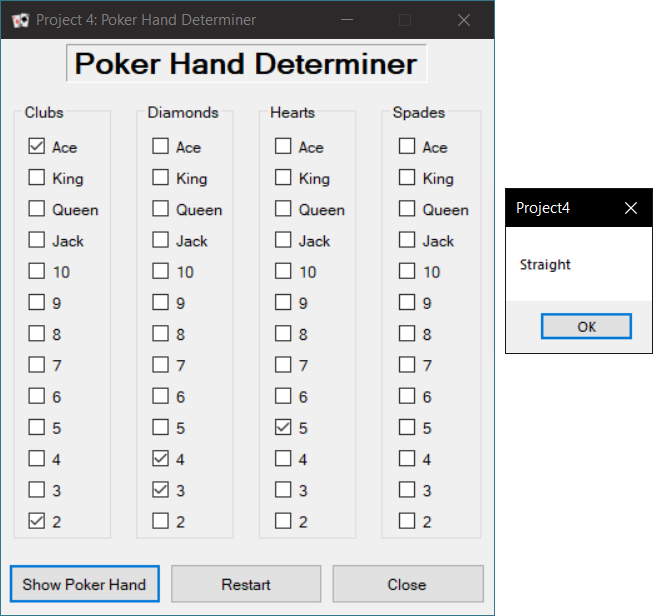 Project 4: Poker Hand Determiner
Poker Hand Determiner
Clubs Diamonds Hearts Spades
Ace Ace Ace Ace
King King King King
Queen Queen Queen Queen
Jack Jack Jack Jack
10 10 10 10
9 9 9 9
8 8 8 8
7 7 7 7
6 6 6 6
5 5 5 5
4 4 4 4
3 3 3 3
2 2 2 2
Show Poker Hand Restart Close
Project4
Straight
OK